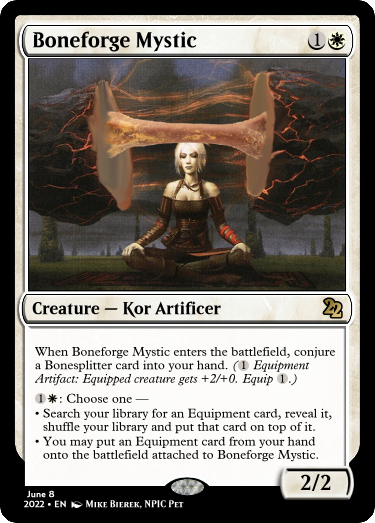 Boneforge Mystic 1
Creature — Kor Artificer
When Boneforge Mystic enters the battlefield, conjure
a Bonesplitter card into your hand. (1 Equipment
Artifact: Equipped creature gets +2/+0. Equip 1.)
1: Choose one —
• Search your library for an Equipment card, reveal it,
shuffle your library and put that card on top of it.
• You may put an Equipment card from your hand
onto the battlefield attached to Boneforge Mystic.
2/2
June 8
2022 • EN Mike Bierek, NPIC Pet